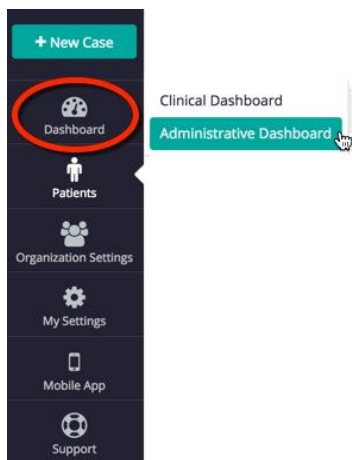 + New Case
Dashboard
Clinical Dashboard
Administrative Dashboard
Patients
Organization Settings
My Settings
Mobile App
Support